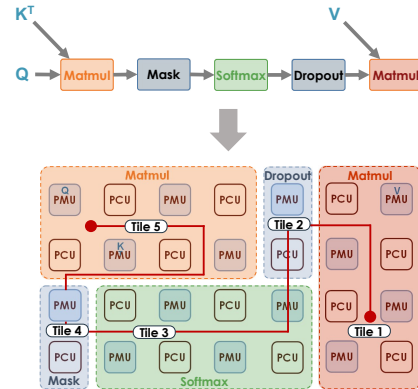 K^T
V
Q
Matmul
Mask
Softmax
Dropout
Matmul
Matmul
Dropout
Matmul
Q
PMU
PCU
PMU
PCU
PMU
PCU
V
PMU
Tile 5
Tile 2
PCU
K
PMU
PCU
PMU
PCU
PCU
PMU
PMU
PCU
PMU
PCU
PMU
PCU
PMU
Tile 4
Tile 3
Tile 1
PCU
PMU
PCU
PMU
PCU
PCU
PMU
Mask
Softmax